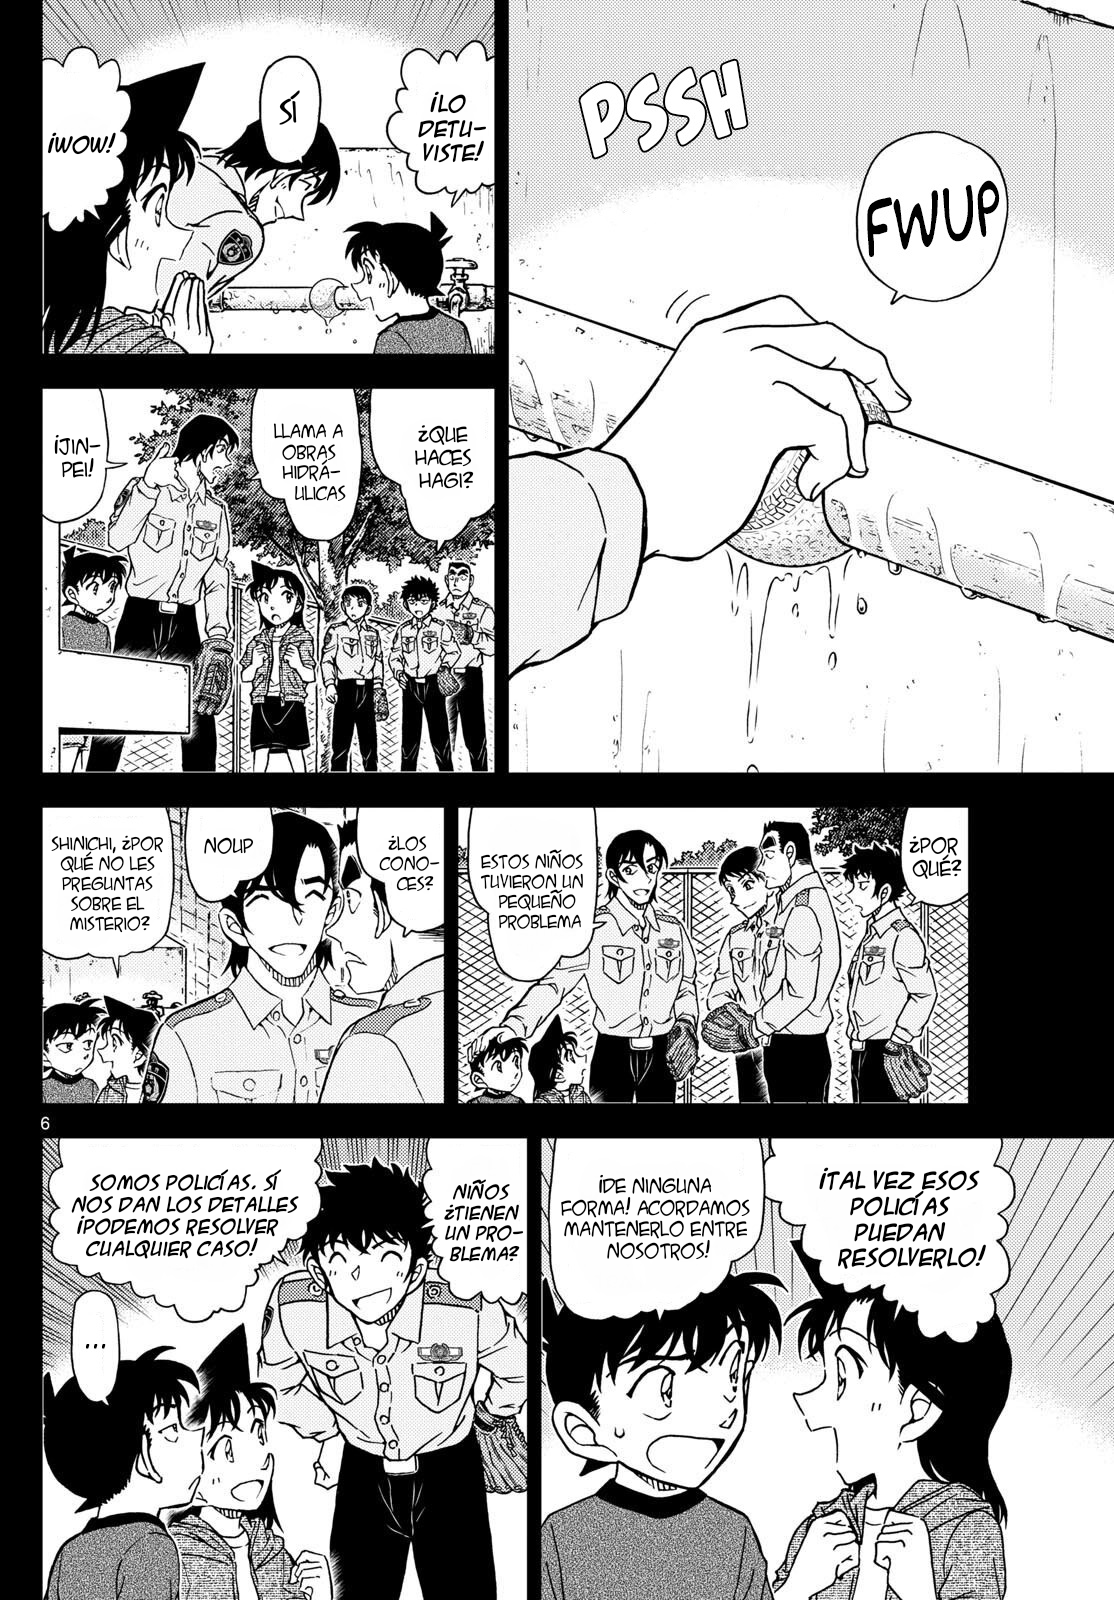 PSSH
FWUP
¡LO
DETU-
VISTE!
SÍ
¡WOW!
¿QUE
HACES
HAGI?
LLAMA A
OBRAS
HIDRÁ-
ULICAS
¡JIN-
PEI!
¿POR
QUÉ?
ESTOS NIÑOS
TUVIERON UN
PEQUEÑO
PROBLEMA
¿LOS
CONO-
CES?
NOUP
SHINICHI, ¿POR
QUÉ NO LES
PREGUNTAS
SOBRE EL
MISTERIO?
6
¡TAL VEZ ESOS
POLICÍAS
PUEDAN
RESOLVERLO!
¡DE NINGUNA
FORMA! ACORDAMOS
MANTENERLO ENTRE
NOSOTROS!
NIÑOS
¿TIENEN
UN PRO-
BLEMA?
SOMOS POLICÍAS. SÍ
NOS DAN LOS DETALLES
¡PODEMOS RESOLVER
CUALQUIER CASO!
...